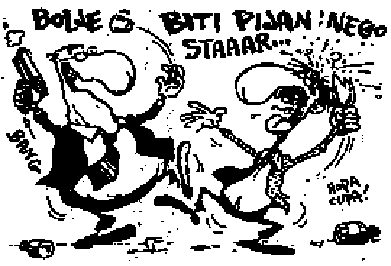 BOLJE BITI PIJAN! NEGO
STAAAR...
BANG
HOPA
CUPA!